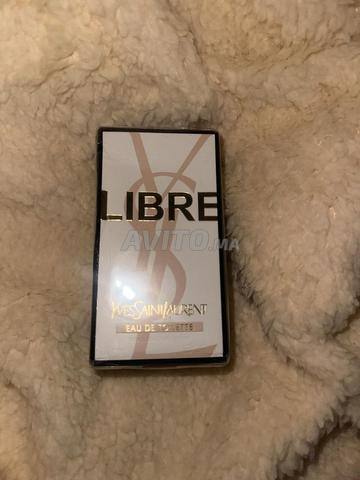 LIBRE
AVITO.ma
YVESSAINTLAURENT
EAU DE TOILETTE